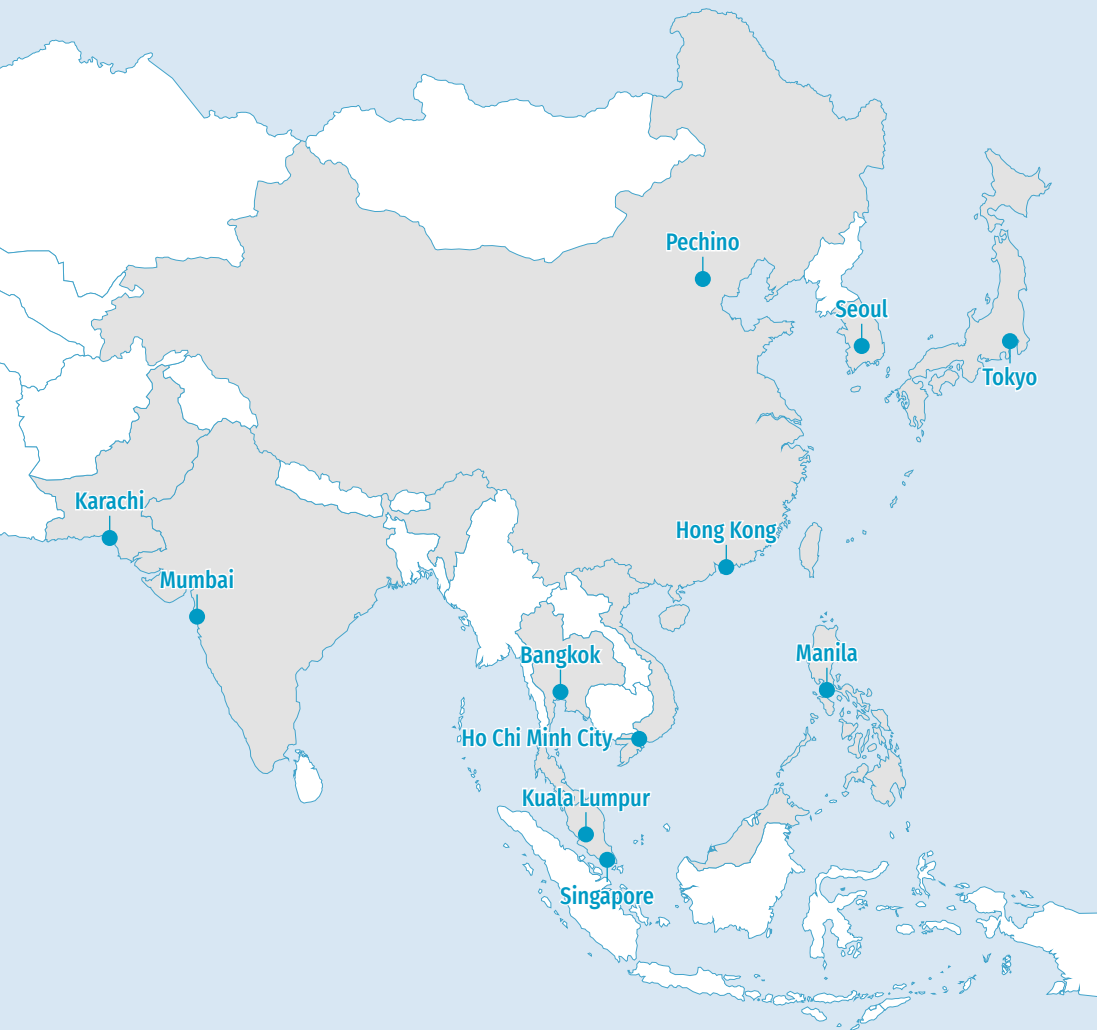 Pechino
Seoul
Tokyo
Karachi
Hong Kong
Mumbai
Manila
Bangkok
Ho Chi Minh City
Kuala Lumpur
Singapore